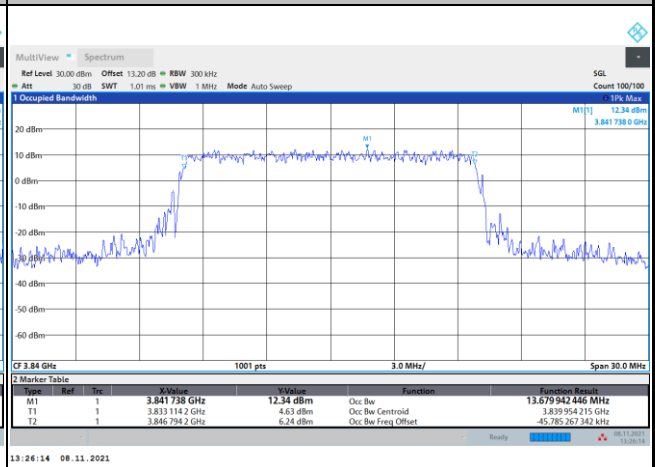 MultiView Spectrum
Ref Level 30.00 dBm Offset 13.20 dB RBW 300 kHz SGL
Att 30 dB SWT 1.01 ms VBW 1 MHz Mode Auto Sweep Count 100/100
1 Occupied Bandwidth 1Pk Max
M1[1] 12.34 dBm
3.841 738 0 GHz
20 dBm
M1
10 dBm
T1
T2
0 dBm
-10 dBm
-20 dBm
-30 dBm
-40 dBm
-50 dBm
-60 dBm
CF 3.84 GHz 1001 pts 3.0 MHz/ Span 30.0 MHz
2 Marker Table
Type Ref Trc X-Value Y-Value Function Function Result
M1 1 3.841 738 GHz 12.34 dBm Occ Bw 13.679 942 446 MHz
T1 1 3.833 114 2 GHz 4.63 dBm Occ Bw Centroid 3.839 954 215 GHz
T2 1 3.846 794 2 GHz 6.24 dBm Occ Bw Freq Offset -45.785 267 342 kHz
Ready 08.11.2021
13:26:14
13:26:14 08.11.2021